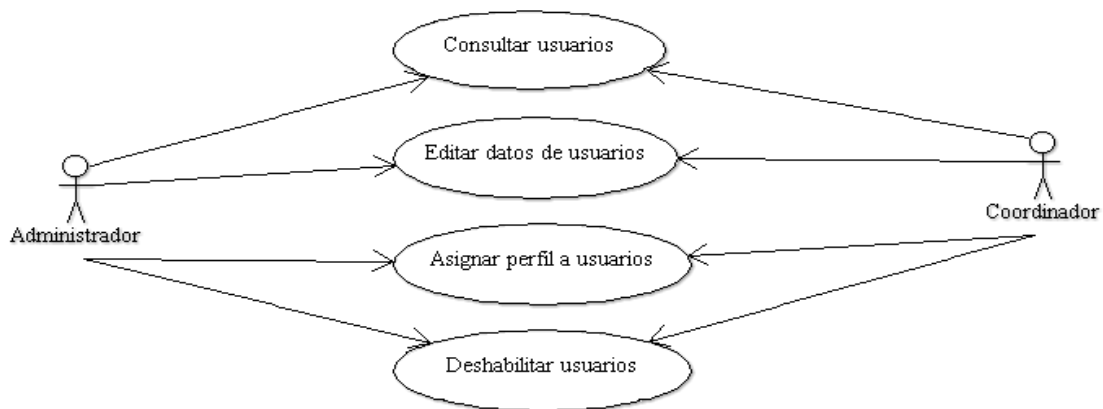 Consultar usuarios
Editar datos de usuarios
Administrador
Coordinador
Asignar perfil a usuarios
Deshabilitar usuarios